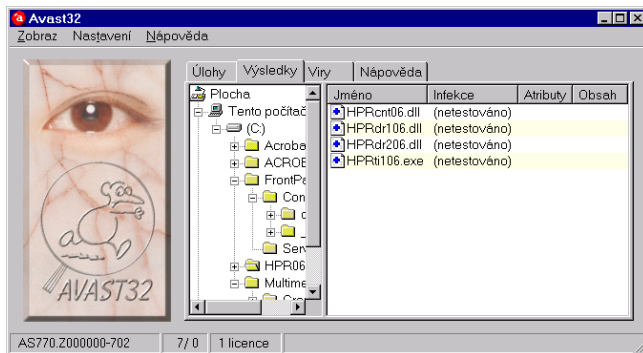 Avast32
Zobraz Nastavení Nápověda
Úlohy Výsledky Viry Nápověda
Plocha
Tento počítač
(C:)
Acroba
ACROE
FrontPa
Con
Serv
HPR06
Multime
Jméno Infekce Atributy Obsah
HPRcnt06.dll (netestováno)
HPRdr106.dll (netestováno)
HPRdr206.dll (netestováno)
HPRti106.exe (netestováno)
AVAST32
AS770.Z000000-702 7/ 0 1 licence